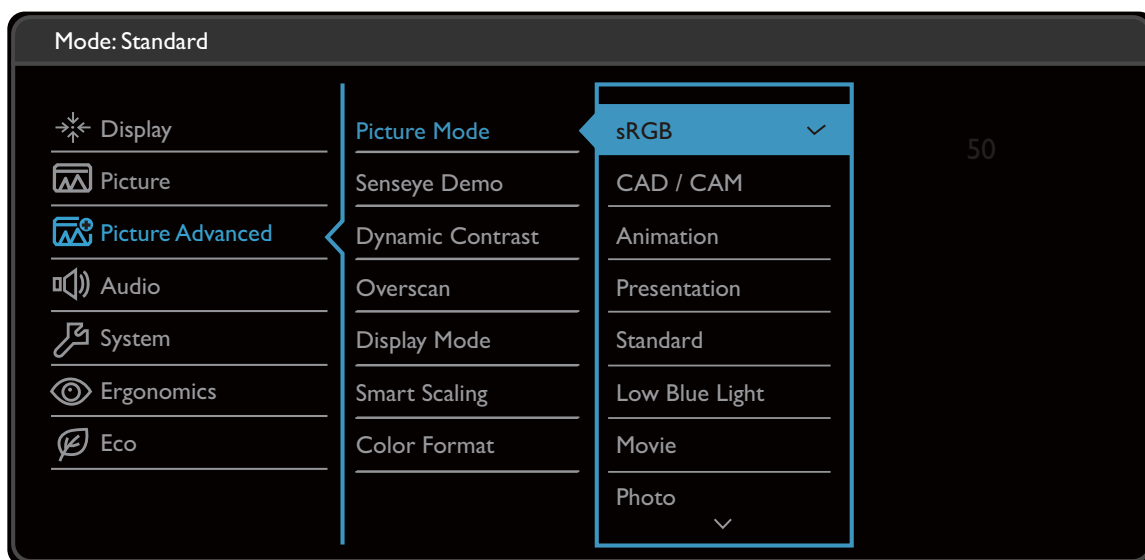 Mode: Standard
Display
Picture
Picture Advanced
Audio
System
Ergonomics
Eco
Picture Mode
Senseye Demo
Dynamic Contrast
Overscan
Display Mode
Smart Scaling
Color Format
sRGB
CAD / CAM
Animation
Presentation
Standard
Low Blue Light
Movie
Photo
50